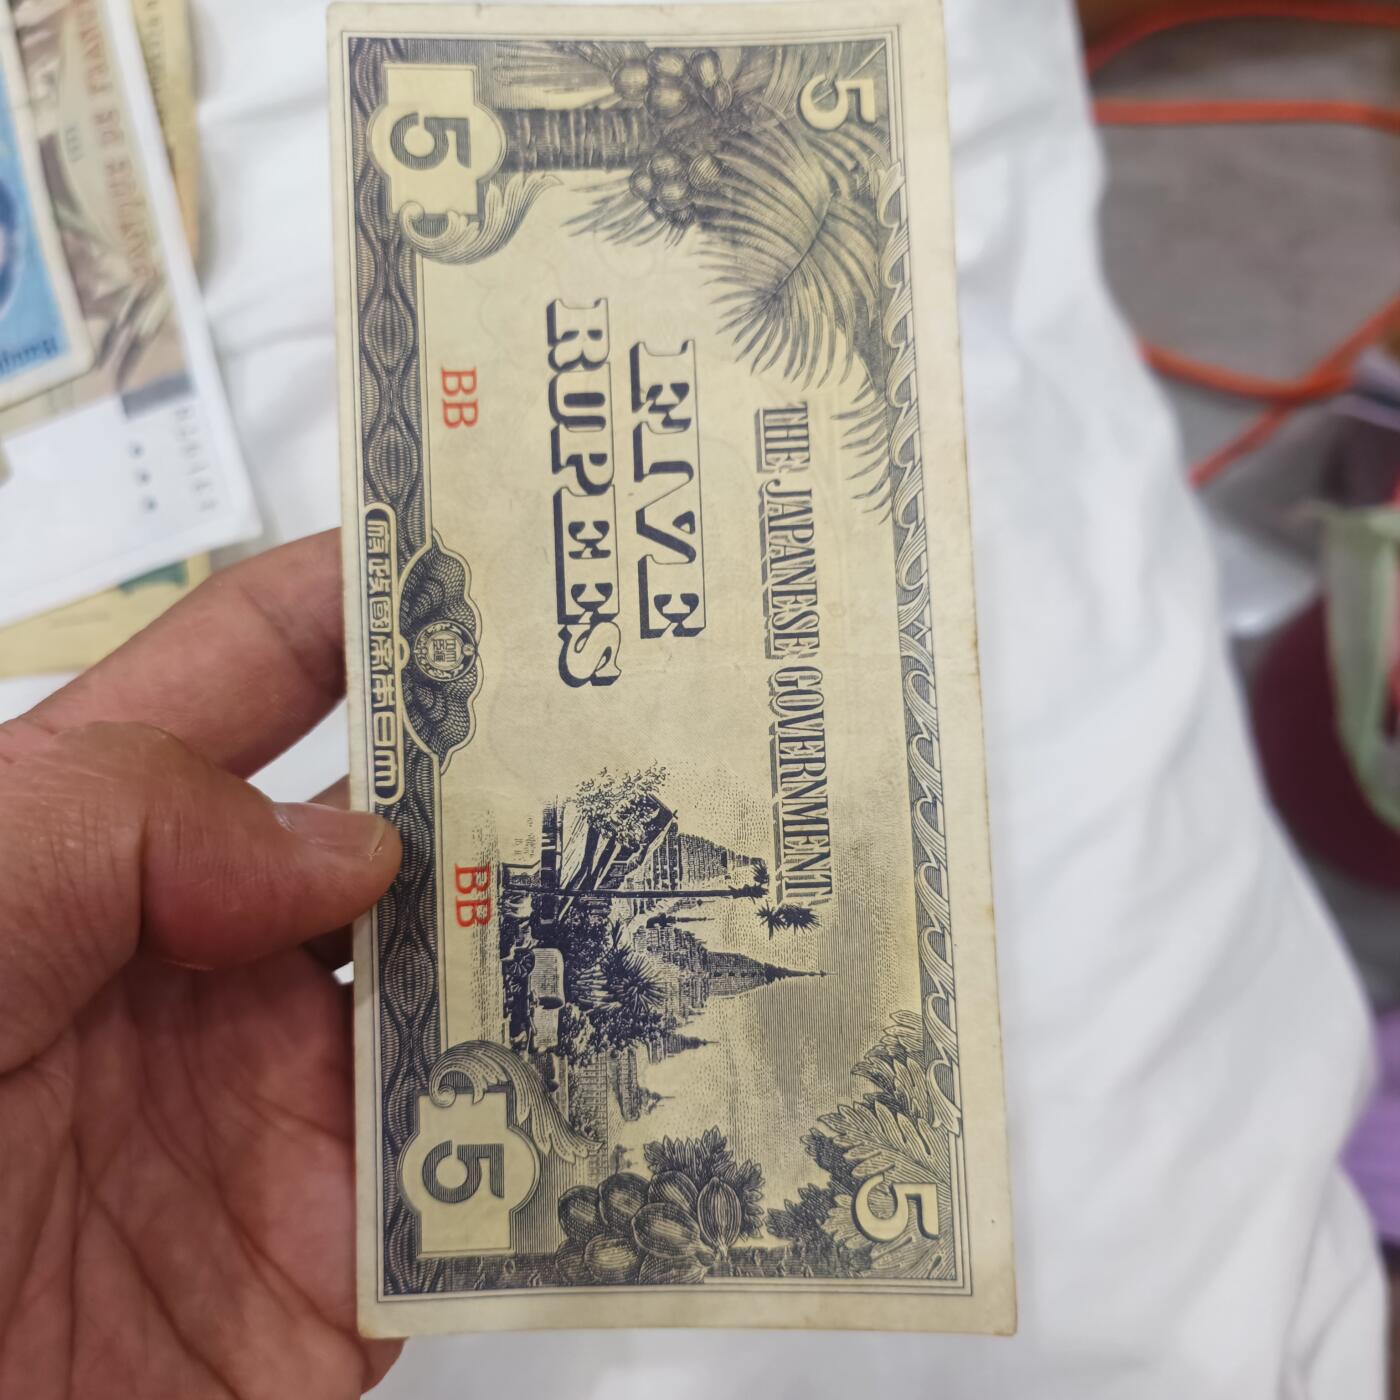 5 5
THE JAPANESE GOVERNMENT
FIVE
RUPEES
BB BB
5 5
大日本帝國政府